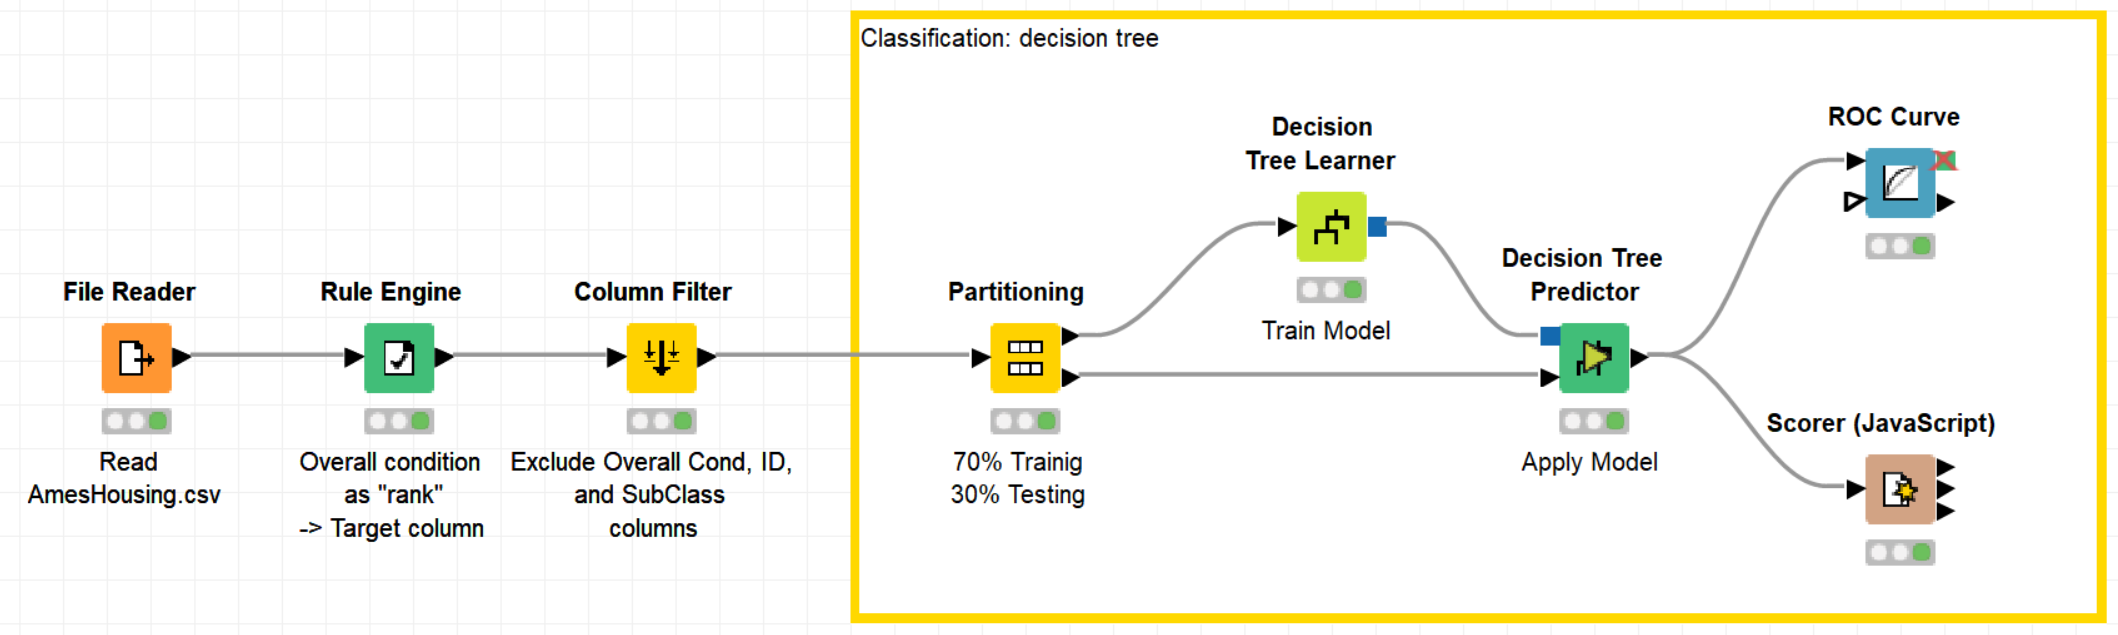 Classification: decision tree
ROC Curve
Decision
Tree Learner
Decision Tree
Predictor
File Reader
Rule Engine
Column Filter
Partitioning
Train Model
Scorer (JavaScript)
Read
AmesHousing.csv
Overall condition
as "rank"
-> Target column
Exclude Overall Cond, ID,
and SubClass
columns
70% Trainig
30% Testing
Apply Model